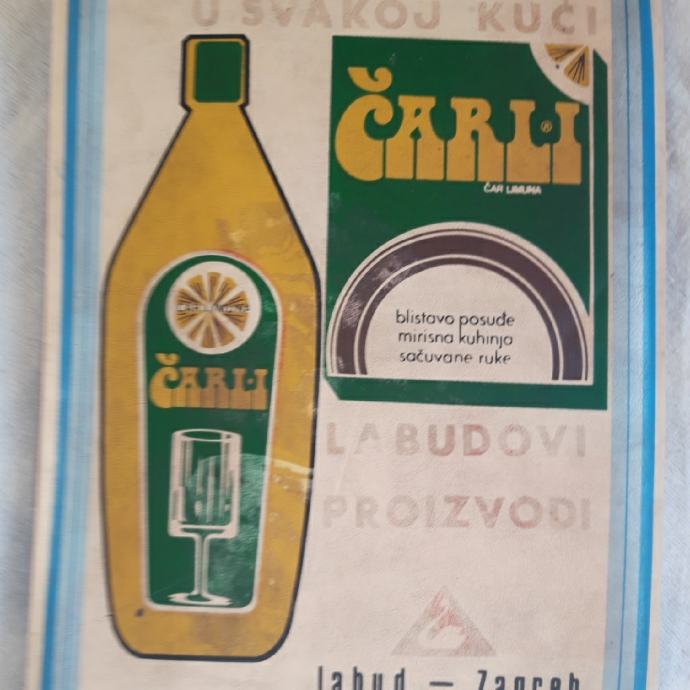 U SVAKOJ KUĆI
ČARLI®
ČAR LIMUNA
blistavo posuđe
mirisna kuhinja
sačuvane ruke
ČARLI
LABUDOVI
PROIZVODI
labud — Zagreb